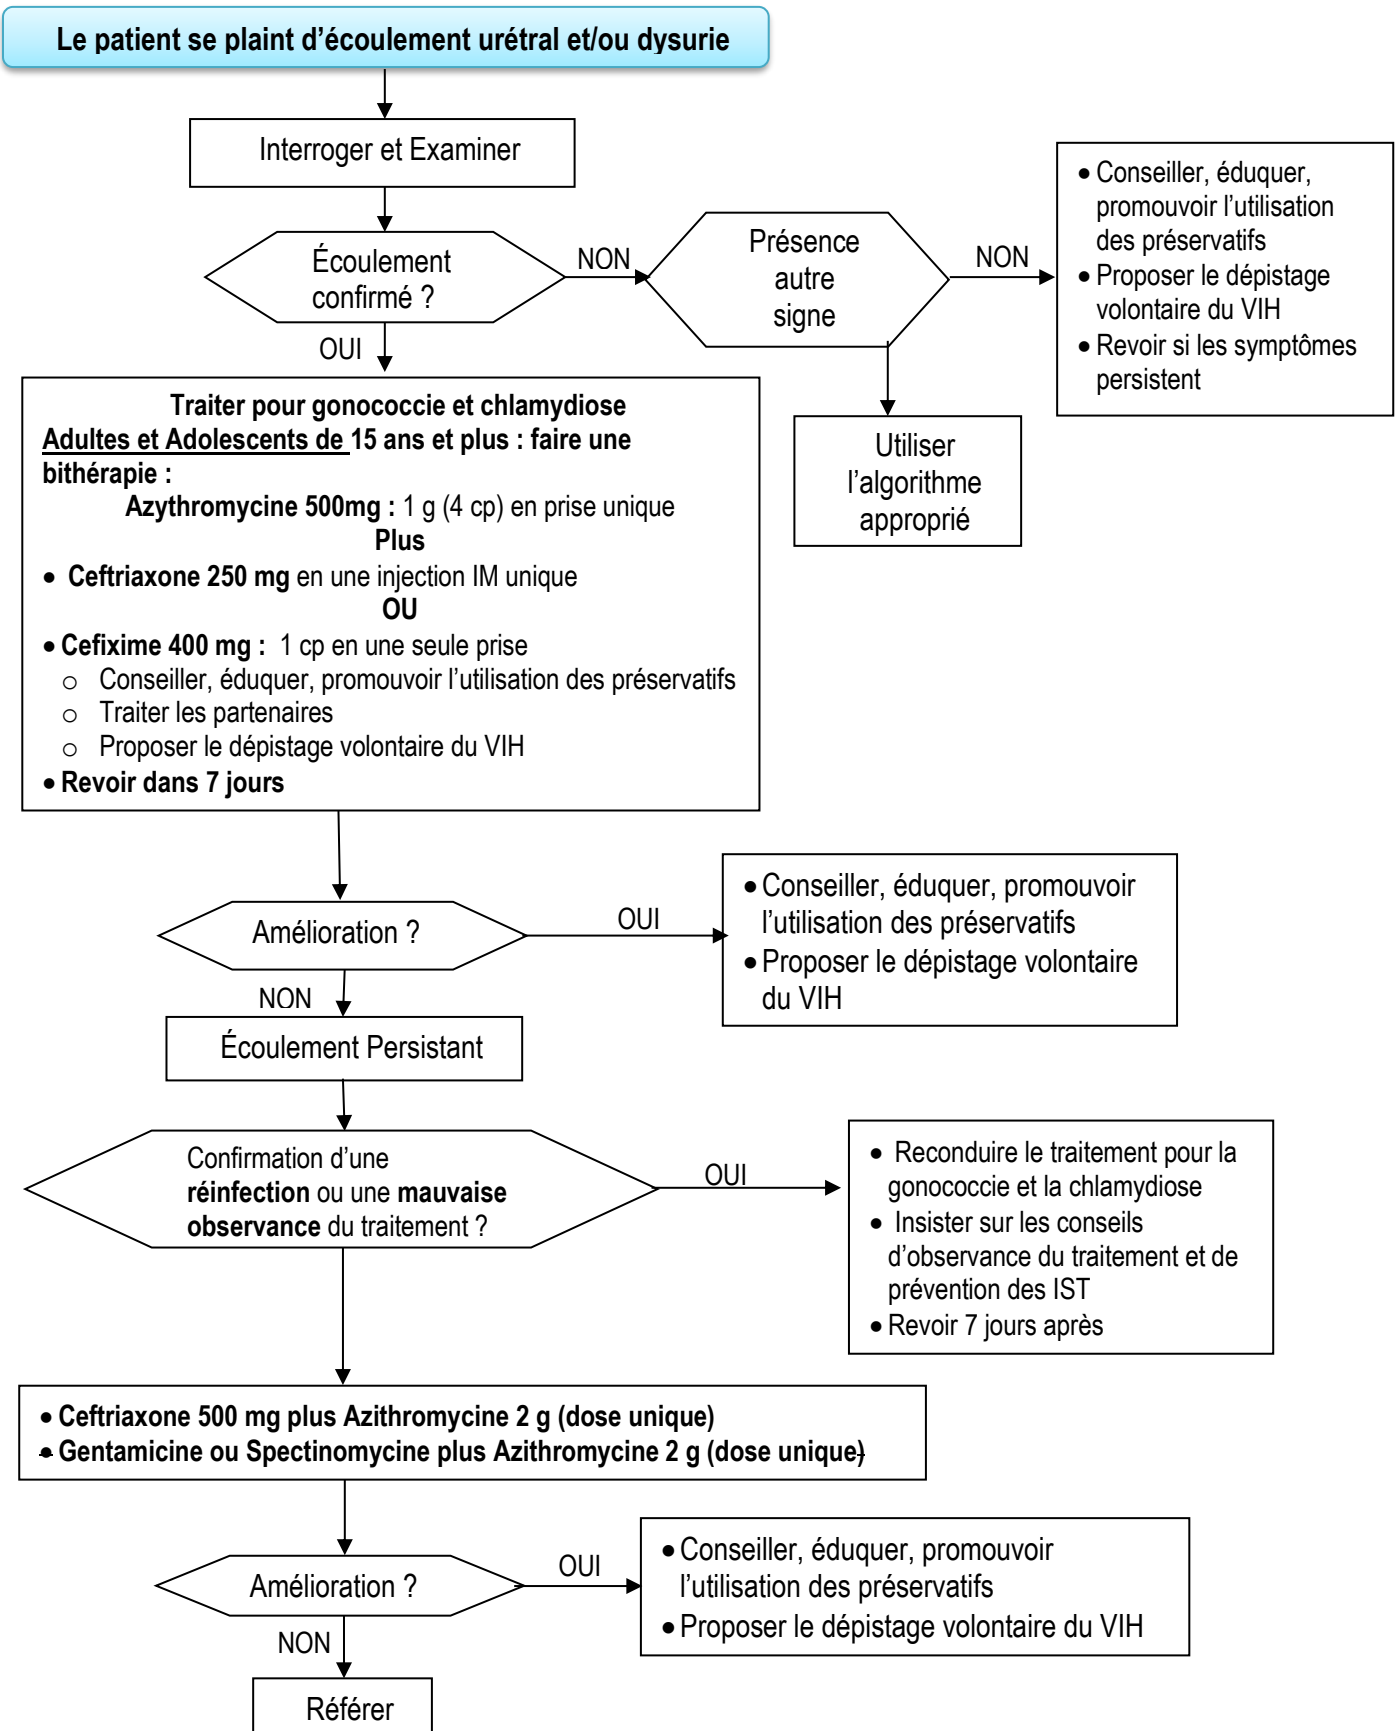 Le patient se plaint d’écoulement urétral et/ou dysurie
Interroger et Examiner
Écoulement
confirmé ?
NON
Présence
autre
signe
NON
• Conseiller, éduquer,
promouvoir l’utilisation
des préservatifs
• Proposer le dépistage
volontaire du VIH
• Revoir si les symptômes
persistent
OUI
Utiliser
l’algorithme
approprié
Traiter pour gonococcie et chlamydiose
Adultes et Adolescents de 15 ans et plus : faire une
bithérapie :
Azythromycine 500mg : 1 g (4 cp) en prise unique
Plus
• Ceftriaxone 250 mg en une injection IM unique
OU
• Cefixime 400 mg : 1 cp en une seule prise
o Conseiller, éduquer, promouvoir l’utilisation des préservatifs
o Traiter les partenaires
o Proposer le dépistage volontaire du VIH
• Revoir dans 7 jours
Amélioration ?
OUI
• Conseiller, éduquer, promouvoir
l’utilisation des préservatifs
• Proposer le dépistage volontaire
du VIH
NON
Écoulement Persistant
Confirmation d’une
réinfection ou une mauvaise
observance du traitement ?
OUI
• Reconduire le traitement pour la
gonococcie et la chlamydiose
• Insister sur les conseils
d’observance du traitement et de
prévention des IST
• Revoir 7 jours après
• Ceftriaxone 500 mg plus Azithromycine 2 g (dose unique)
• Gentamicine ou Spectinomycine plus Azithromycine 2 g (dose unique)
Amélioration ?
OUI
• Conseiller, éduquer, promouvoir
l’utilisation des préservatifs
• Proposer le dépistage volontaire du VIH
NON
Référer